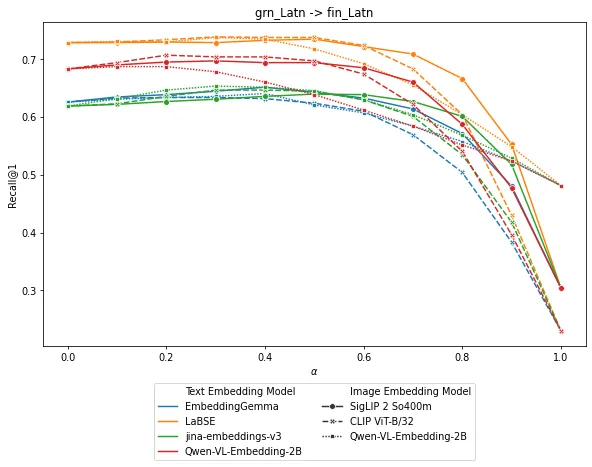 grn_Latn -> fin_Latn
Recall@1
0.7
0.6
0.5
0.4
0.3
0.0 0.2 0.4 0.6 0.8 1.0
α
Text Embedding Model Image Embedding Model
EmbeddingGemma SigLIP 2 So400m
LaBSE CLIP ViT-B/32
jina-embeddings-v3 Qwen-VL-Embedding-2B
Qwen-VL-Embedding-2B